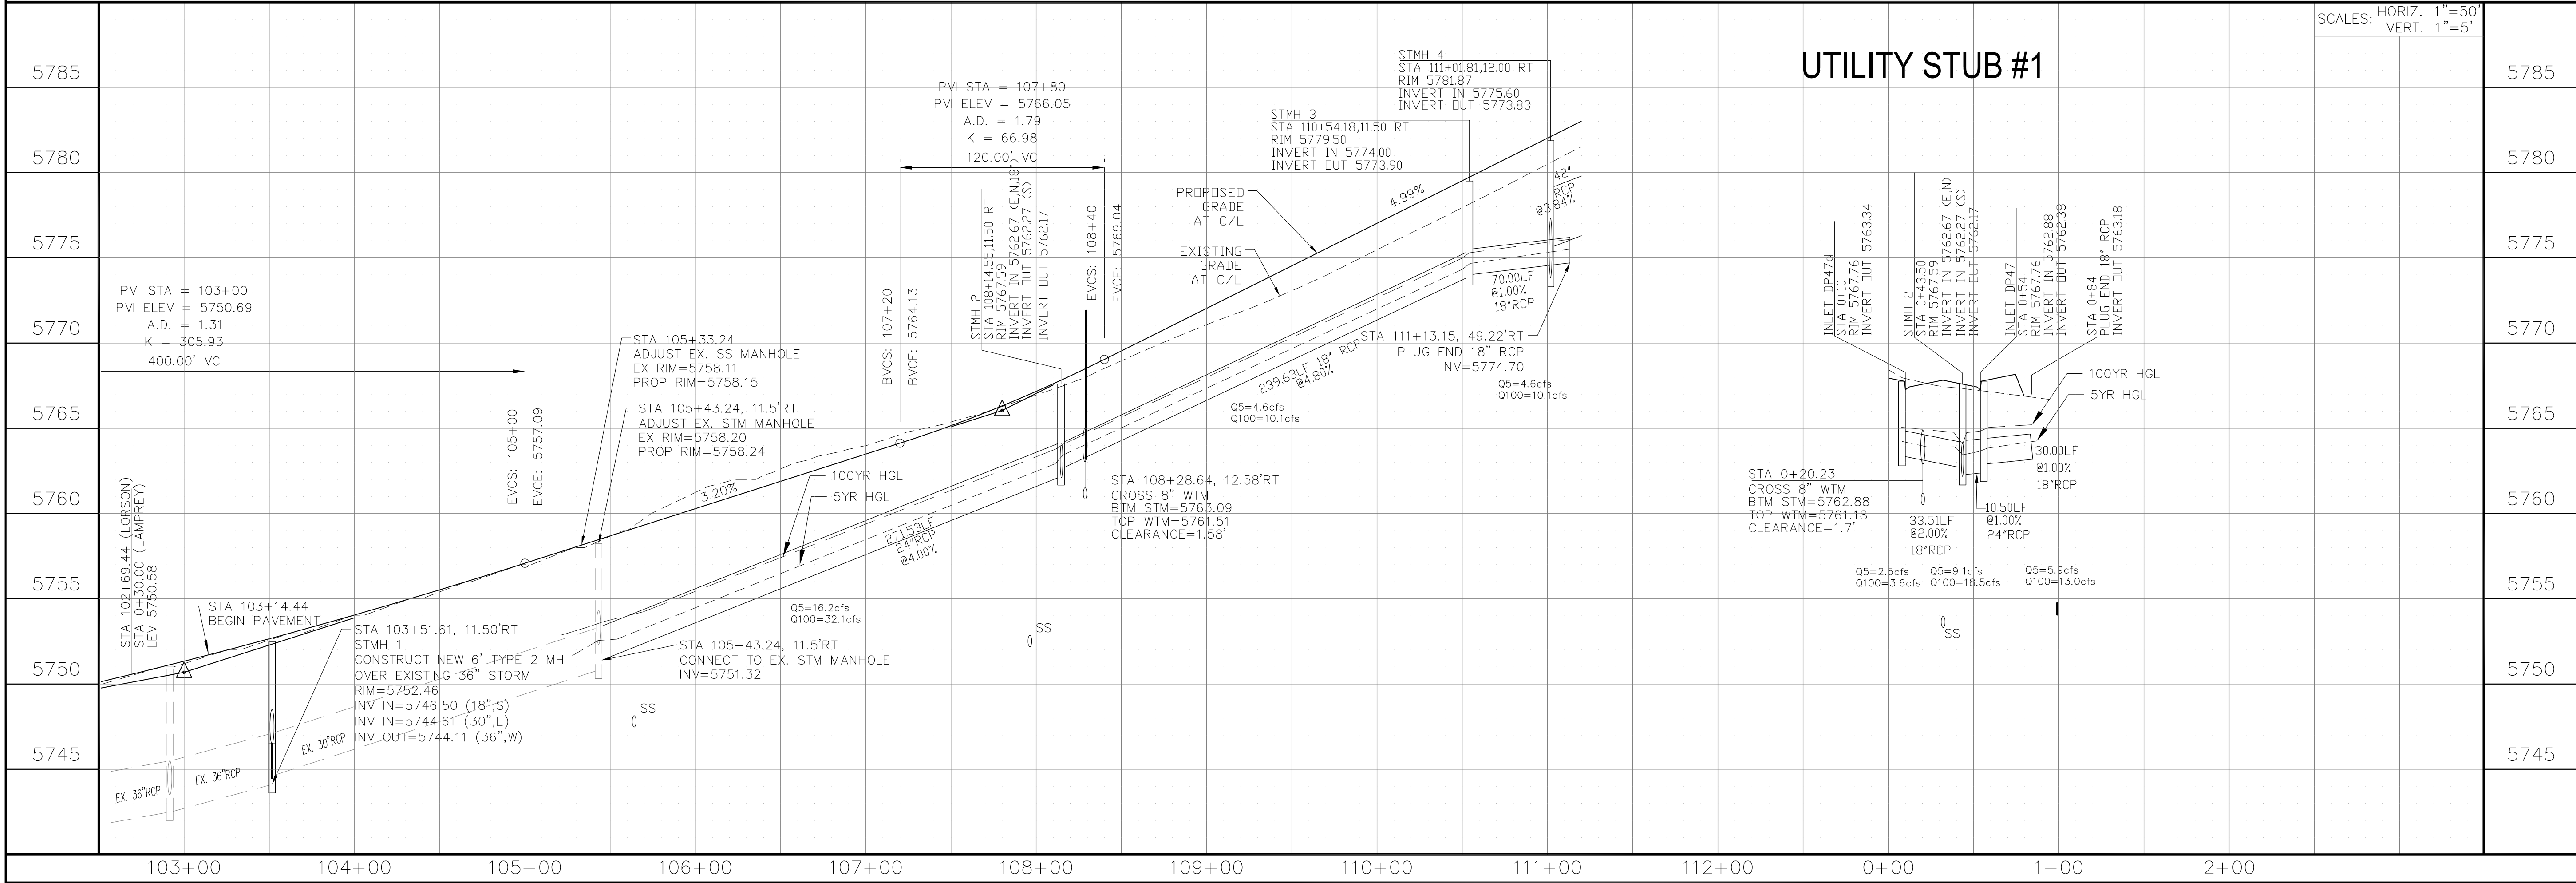 SCALES: HORIZ. 1"=50'
VERT. 1"=5'
UTILITY STUB #1
5785
5780
5775
5770
5765
5760
5755
5750
5745
PVI STA = 103+00
PVI ELEV = 5750.69
A.D. = 1.31
K = 305.93
400.00' VC
EVCS: 105+00
EVCE: 5757.09
STA 102+69.44 (LORSON)
STA 0+30.00 (LAMPREY)
LEV 5750.58
STA 103+14.44
BEGIN PAVEMENT
STA 103+51.61, 11.50'RT
STMH 1
CONSTRUCT NEW 6' TYPE 2 MH
OVER EXISTING 36" STORM
RIM=5752.46
INV IN=5746.50 (18",S)
INV IN=5744.61 (30",E)
INV OUT=5744.11 (36",W)
EX. 36"RCP
EX. 36"RCP
EX. 30"RCP
STA 105+33.24
ADJUST EX. SS MANHOLE
EX RIM=5758.11
PROP RIM=5758.15
STA 105+43.24, 11.5'RT
ADJUST EX. STM MANHOLE
EX RIM=5758.20
PROP RIM=5758.24
3.20%
100YR HGL
5YR HGL
271.53LF
24"RCP
@4.00%
Q5=16.2cfs
Q100=32.1cfs
STA 105+43.24, 11.5'RT
CONNECT TO EX. STM MANHOLE
INV=5751.32
SS
SS
PVI STA = 107+80
PVI ELEV = 5766.05
A.D. = 1.79
K = 66.98
120.00' VC
BVCS: 107+20
BVCE: 5764.13
STMH 2
STA 108+14.55,11.50 RT
RIM 5767.59
INVERT IN 5762.67 (E,N,18")
INVERT OUT 5762.27 (S)
INVERT OUT 5762.17
EVCS: 108+40
EVCE: 5769.04
STA 108+28.64, 12.58'RT
CROSS 8" WTM
BTM STM=5763.09
TOP WTM=5761.51
CLEARANCE=1.58'
PROPOSED
GRADE
AT C/L
EXISTING
GRADE
AT C/L
4.99%
239.63LF 18" RCP
@4.80%
Q5=4.6cfs
Q100=10.1cfs
STMH 3
STA 110+54.18,11.50 RT
RIM 5779.50
INVERT IN 5774.00
INVERT OUT 5773.90
STMH 4
STA 111+01.81,12.00 RT
RIM 5781.87
INVERT IN 5775.60
INVERT OUT 5773.83
42"
RCP
@3.84%
70.00LF
@1.00%
18"RCP
STA 111+13.15, 49.22'RT
PLUG END 18" RCP
INV=5774.70
Q5=4.6cfs
Q100=10.1cfs
INLET DP47d
STA 0+10
RIM 5767.76
INVERT OUT 5763.34
STMH 2
STA 0+43.50
RIM 5767.59
INVERT IN 5762.67 (E,N)
INVERT OUT 5762.27 (S)
INVERT OUT 5762.17
INLET DP47
STA 0+54
RIM 5767.76
INVERT IN 5762.88
INVERT OUT 5762.38
STA 0+84
PLUG END 18" RCP
INVERT OUT 5763.18
100YR HGL
5YR HGL
30.00LF
@1.00%
18"RCP
STA 0+20.23
CROSS 8" WTM
BTM STM=5762.88
TOP WTM=5761.18
CLEARANCE=1.7'
10.50LF
@1.00%
24"RCP
33.51LF
@2.00%
18"RCP
Q5=2.5cfs
Q100=3.6cfs
Q5=9.1cfs
Q100=18.5cfs
Q5=5.9cfs
Q100=13.0cfs
SS
5785
5780
5775
5770
5765
5760
5755
5750
5745
103+00 104+00 105+00 106+00 107+00 108+00 109+00 110+00 111+00 112+00 0+00 1+00 2+00